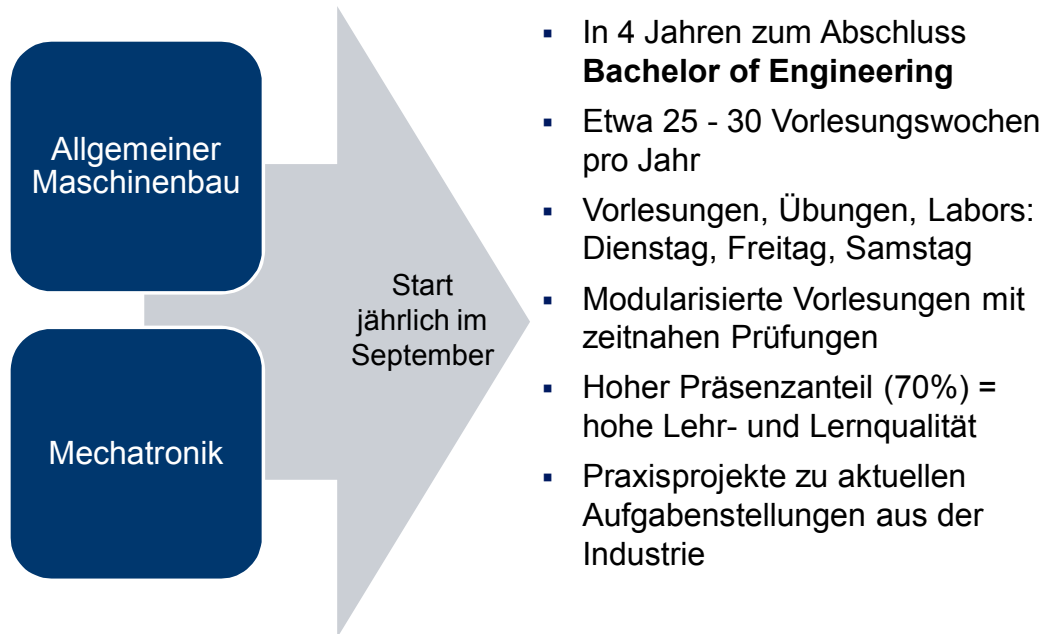 Allgemeiner
Maschinenbau
Mechatronik
Start
jährlich im
September
▪ In 4 Jahren zum Abschluss
Bachelor of Engineering
▪ Etwa 25 - 30 Vorlesungswochen
pro Jahr
▪ Vorlesungen, Übungen, Labors:
Dienstag, Freitag, Samstag
▪ Modularisierte Vorlesungen mit
zeitnahen Prüfungen
▪ Hoher Präsenzanteil (70%) =
hohe Lehr- und Lernqualität
▪ Praxisprojekte zu aktuellen
Aufgabenstellungen aus der
Industrie